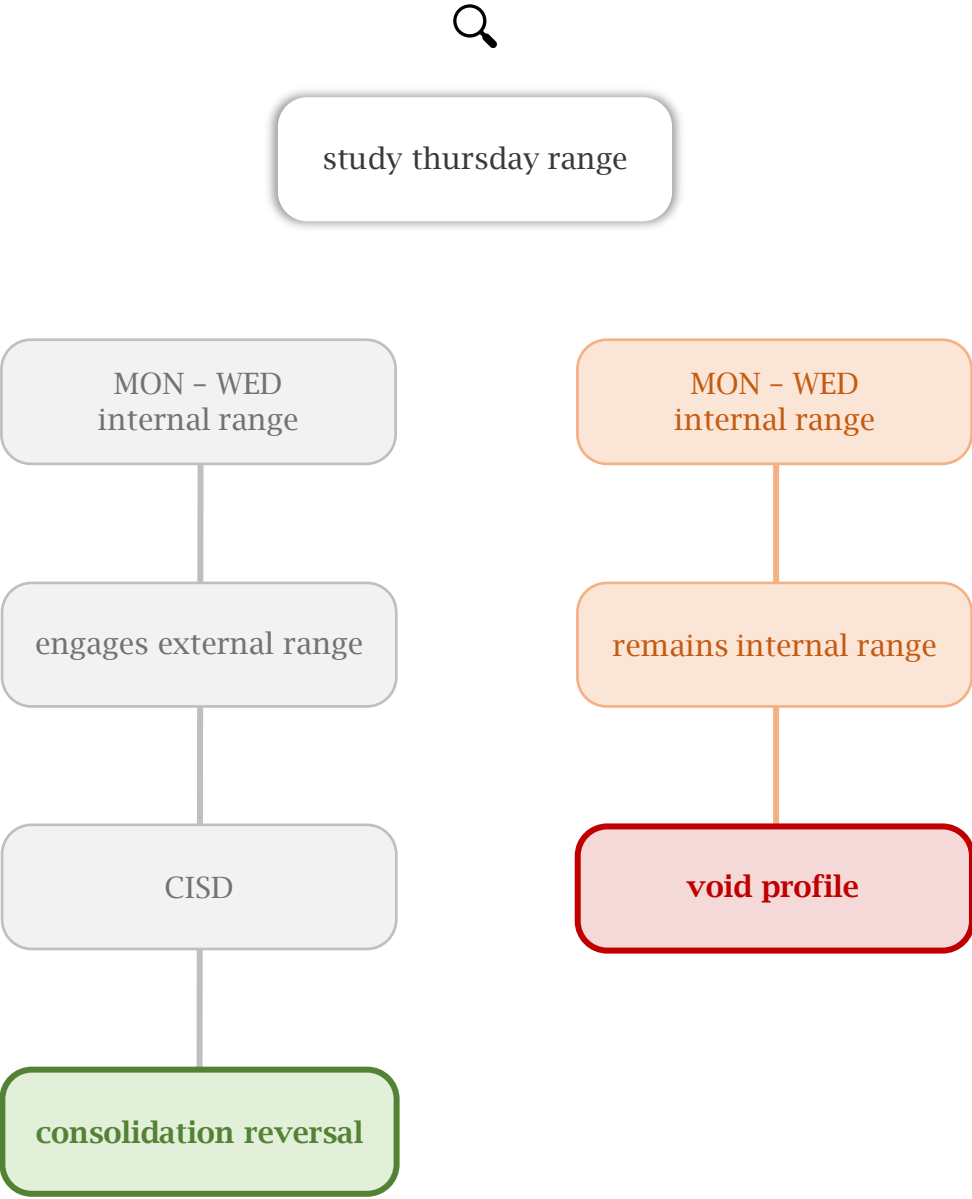 study thursday range
MON – WED
internal range
engages external range
CISD
consolidation reversal
MON – WED
internal range
remains internal range
void profile